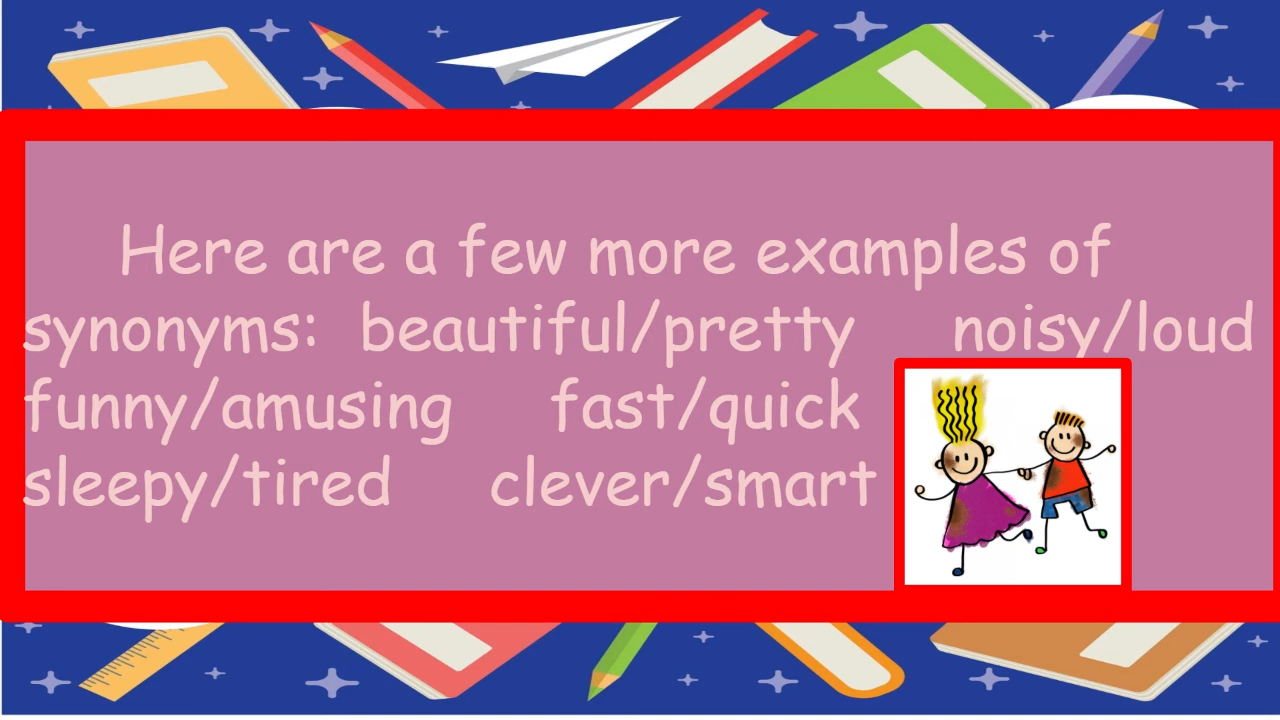 Here are a few more examples of
synonyms: beautiful/pretty noisy/loud
funny/amusing fast/quick
sleepy/tired clever/smart